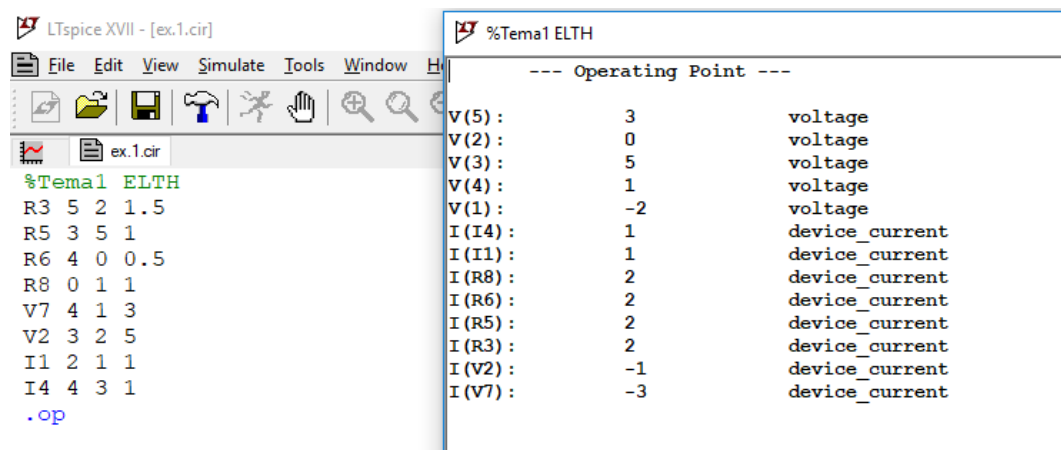 LTspice XVII - [ex.1.cir]
File Edit View Simulate Tools Window
ex.1.cir
%Tema1 ELTH
R3 5 2 1.5
R5 3 5 1
R6 4 0 0.5
R8 0 1 1
V7 4 1 3
V2 3 2 5
I1 2 1 1
I4 4 3 1
.op
%Tema1 ELTH
--- Operating Point ---
V(5): 3 voltage
V(2): 0 voltage
V(3): 5 voltage
V(4): 1 voltage
V(1): -2 voltage
I(I4): 1 device_current
I(I1): 1 device_current
I(R8): 2 device_current
I(R6): 2 device_current
I(R5): 2 device_current
I(R3): 2 device_current
I(V2): -1 device_current
I(V7): -3 device_current